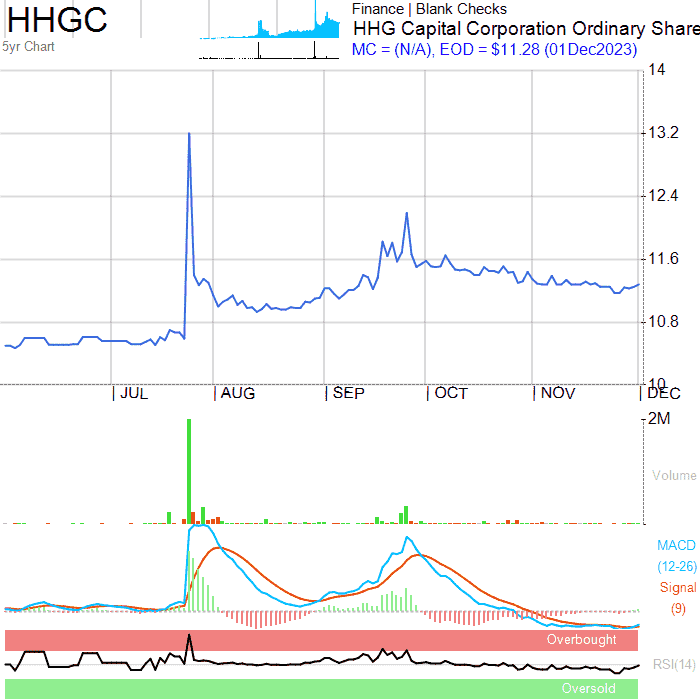 HHGC
5yr Chart
Finance | Blank Checks
HHG Capital Corporation Ordinary Share
MC = (N/A), EOD = $11.28 (01Dec2023)
14
13.2
12.4
11.6
10.8
10
JUL AUG SEP OCT NOV DEC
2M
Volume
MACD
(12-26)
Signal
(9)
Overbought
RSI(14)
Oversold